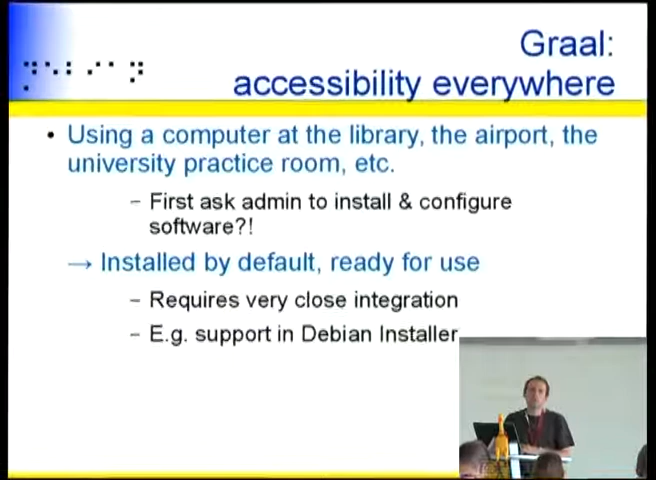 Graal:
accessibility everywhere
• Using a computer at the library, the airport, the
university practice room, etc.
– First ask admin to install & configure
software?!
→ Installed by default, ready for use
– Requires very close integration
– E.g. support in Debian Installer